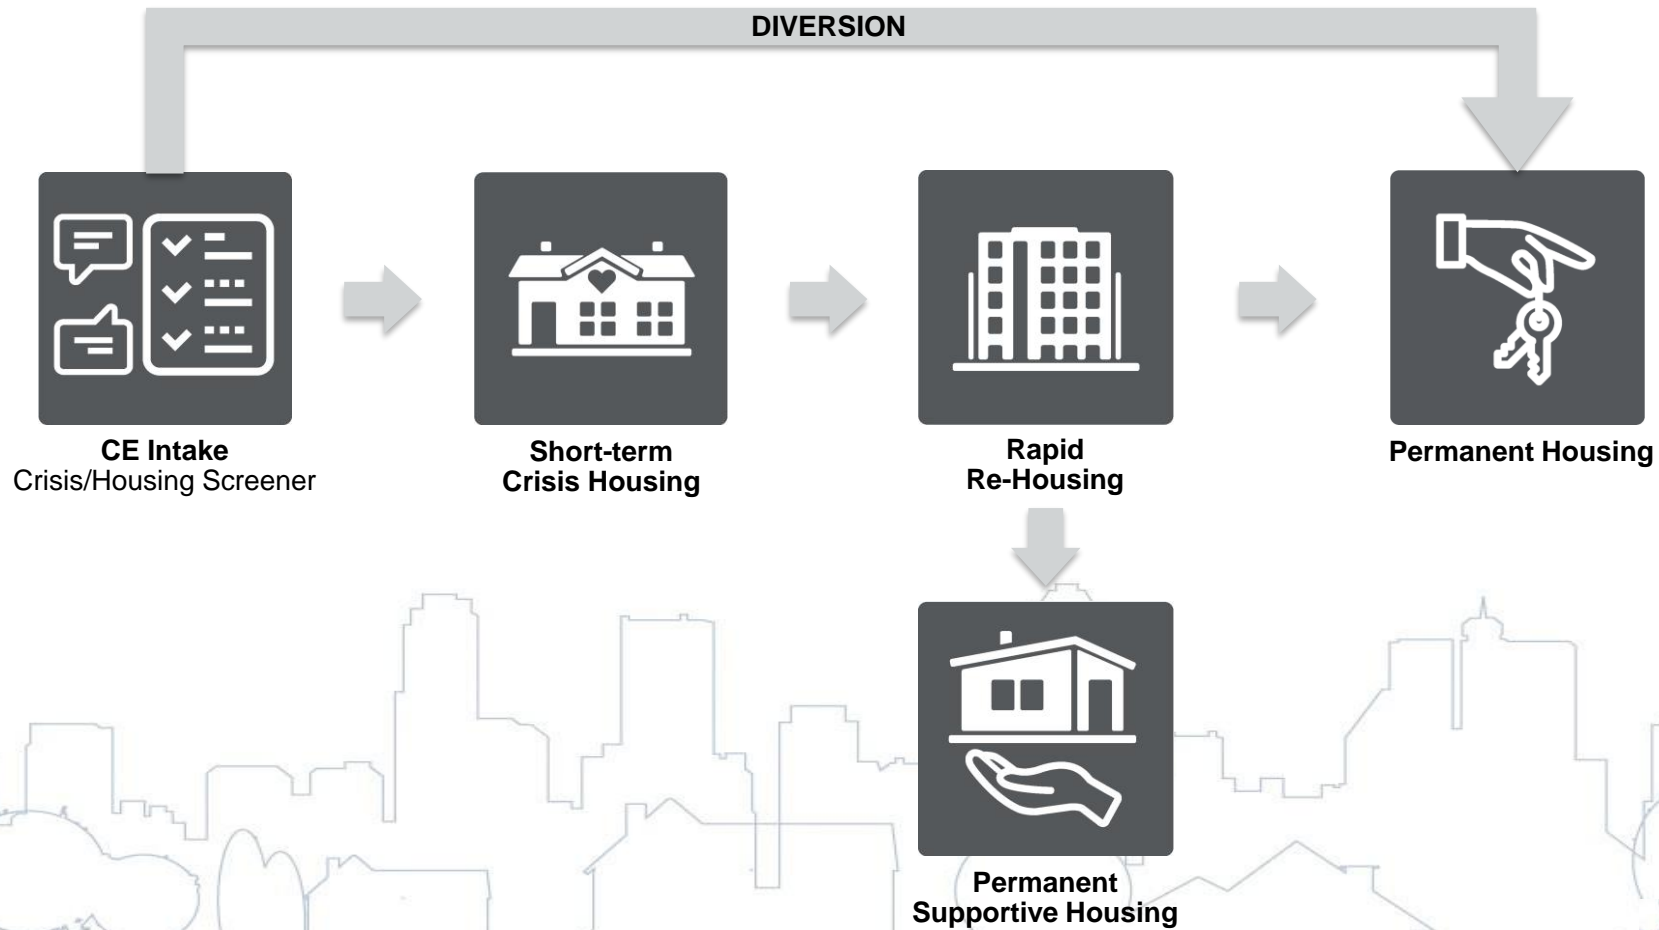 DIVERSION
CE Intake
Crisis/Housing Screener
Short-term
Crisis Housing
Rapid
Re-Housing
Permanent Housing
Permanent
Supportive Housing